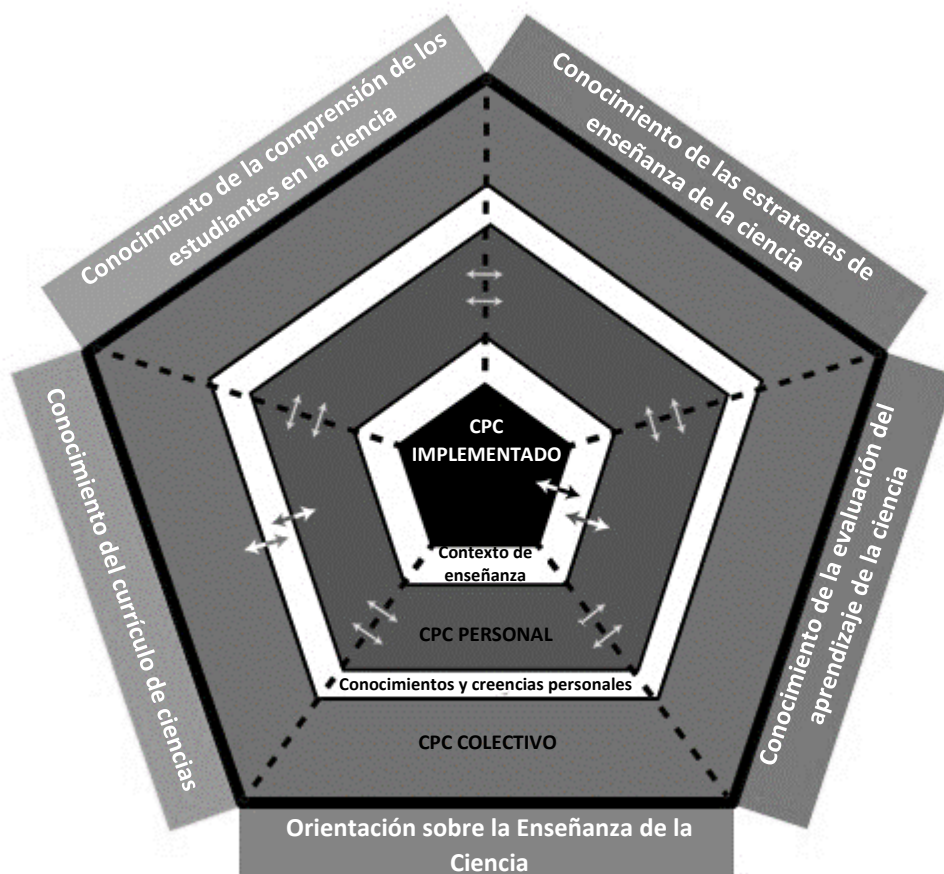 Conocimiento de la comprensión de los
estudiantes en la ciencia
Conocimiento de las estrategias de
enseñanza de la ciencia
Conocimiento del currículo de ciencias
Conocimiento de la evaluación del
aprendizaje de la ciencia
CPC
IMPLEMENTADO
Contexto de
enseñanza
CPC PERSONAL
Conocimientos y creencias personales
CPC COLECTIVO
Orientación sobre la Enseñanza de la
Ciencia